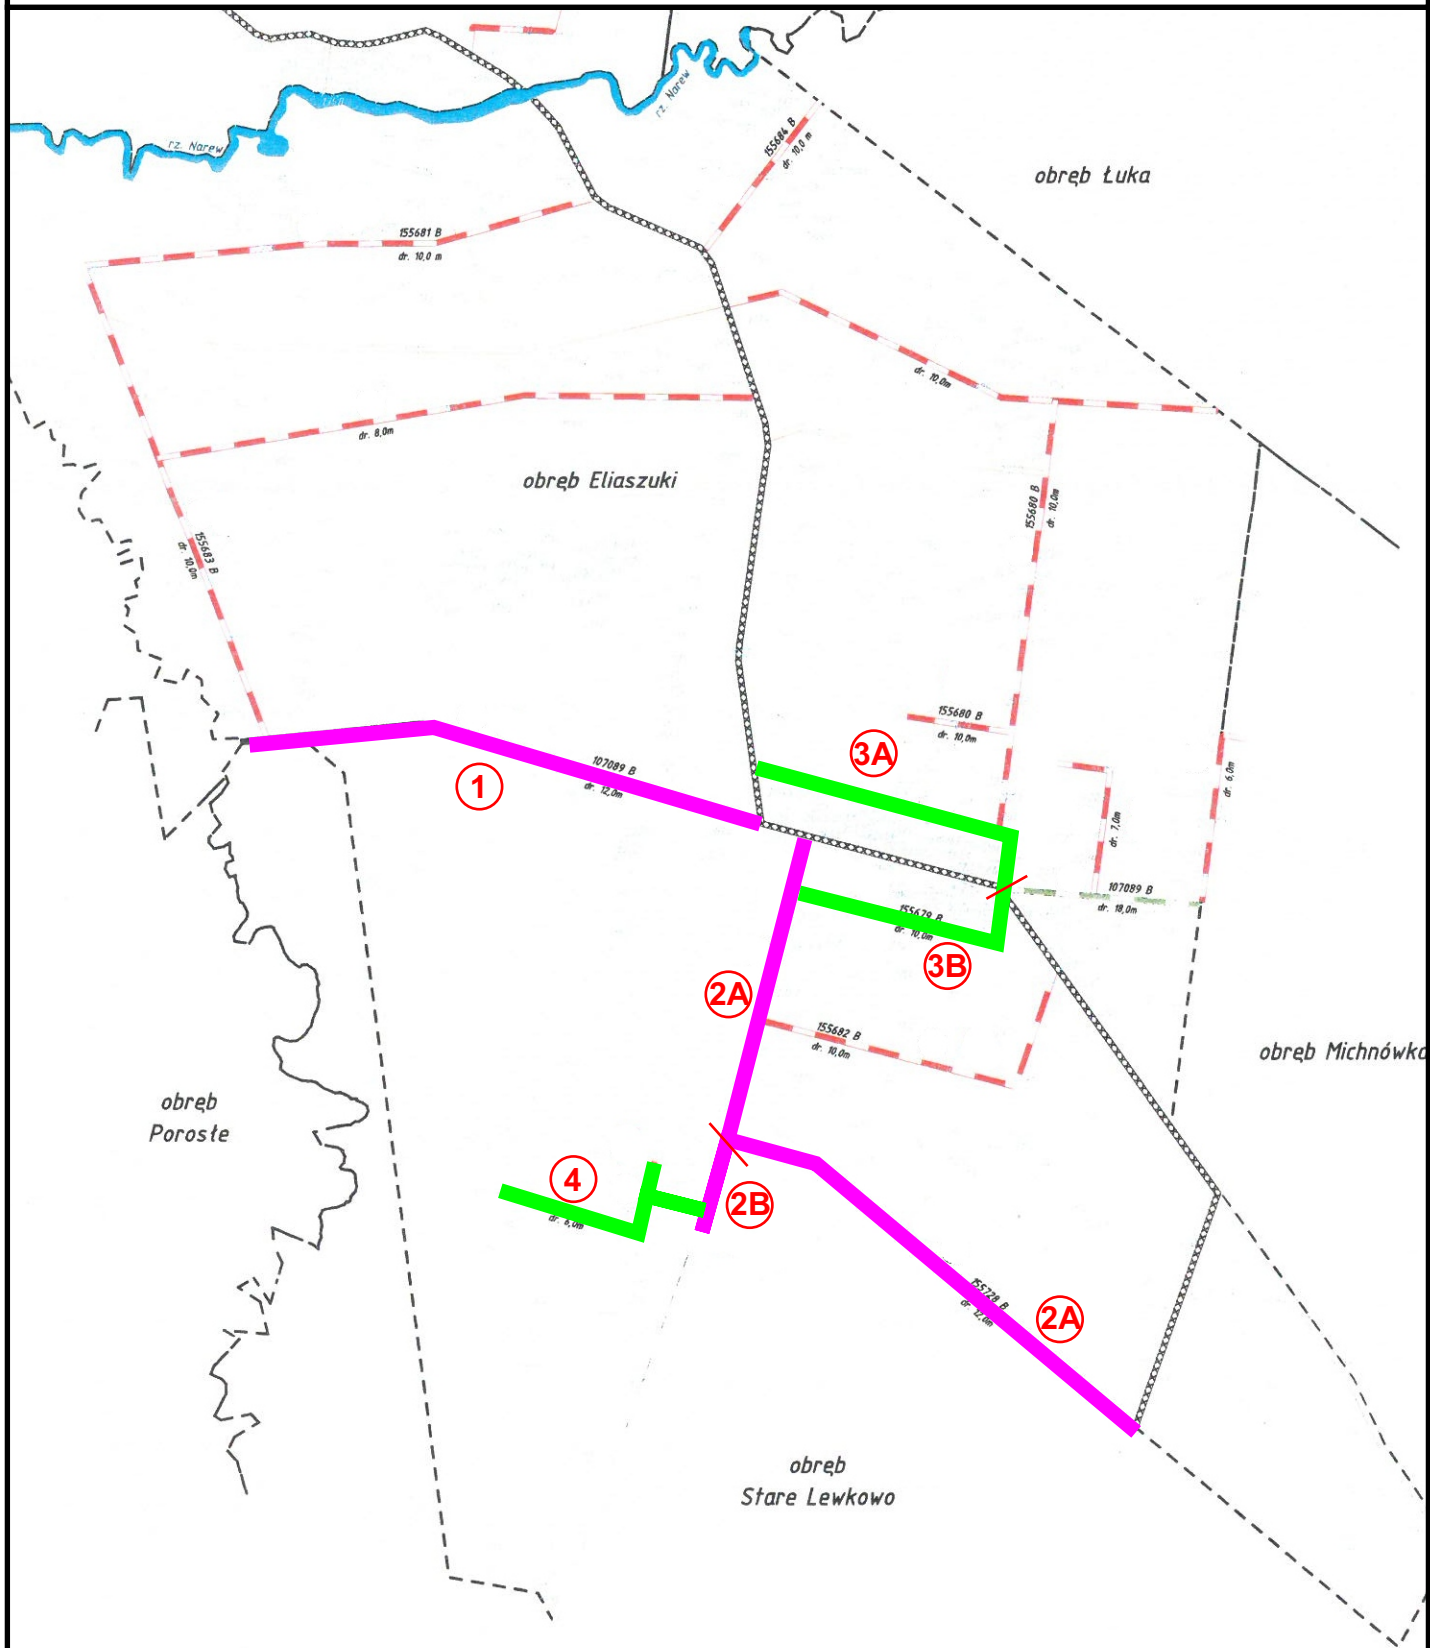 rz. Narew
rz. Narew
155684 B
dr. 10,0 m
obręb Łuka
155681 B
dr. 10,0 m
dr. 10,0m
dr. 8,0m
obręb Eliaszuki
155680 B
dr. 10,0m
155683 B
dr. 10,0m
155680 B
dr. 10,0m
3A
107089 B
dr. 12,0m
1
dr. 6,0m
dr. 7,0m
107089 B
dr. 18,0m
155679 B
dr. 10,0m
3B
2A
155682 B
dr. 10,0m
obręb Michnówka
obręb
Porosłe
4
2B
dr. 8,0m
155728 B
dr. 12,0m
2A
obręb
Stare Lewkowo